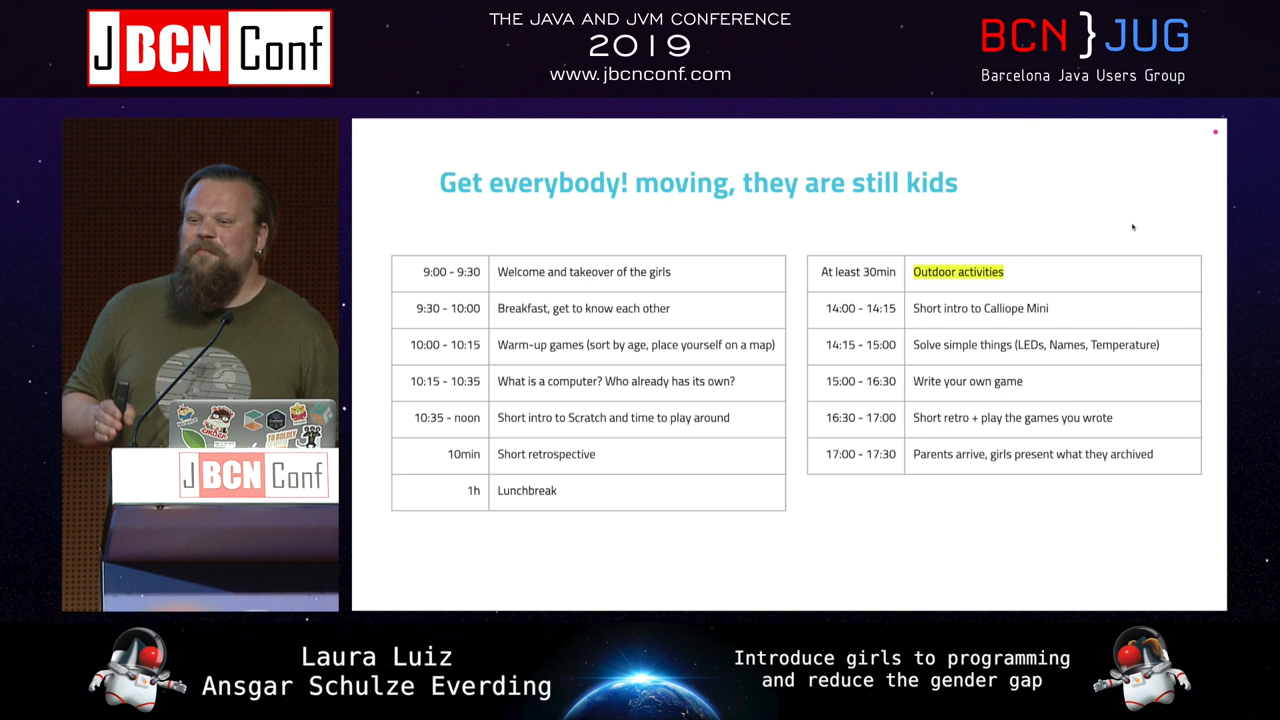 J BCN Conf
THE JAVA AND JVM CONFERENCE
2019
www.jbcnconf.com
BCN}JUG
Barcelona Java Users Group
Get everybody! moving, they are still kids
9:00 - 9:30 Welcome and takeover of the girls
9:30 - 10:00 Breakfast, get to know each other
10:00 - 10:15 Warm-up games (sort by age, place yourself on a map)
10:15 - 10:35 What is a computer? Who already has its own?
10:35 - noon Short intro to Scratch and time to play around
10min Short retrospective
1h Lunchbreak
At least 30min Outdoor activities
14:00 - 14:15 Short intro to Calliope Mini
14:15 - 15:00 Solve simple things (LEDs, Names, Temperature)
15:00 - 16:30 Write your own game
16:30 - 17:00 Short retro + play the games you wrote
17:00 - 17:30 Parents arrive, girls present what they archived
J BCN Conf
Laura Luiz
Ansgar Schulze Everding
Introduce girls to programming
and reduce the gender gap